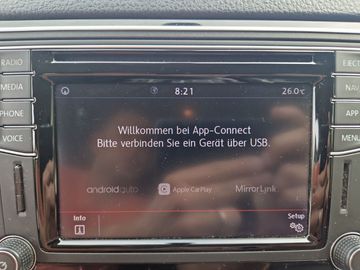 RADIO
MEDIA
PHONE
VOICE
8:21
26.0°C
EJECT
NAV
APP
MENU
Willkommen bei App-Connect
Bitte verbinden Sie ein Gerät über USB.
androidauto
Apple CarPlay
MirrorLink
Info
Setup